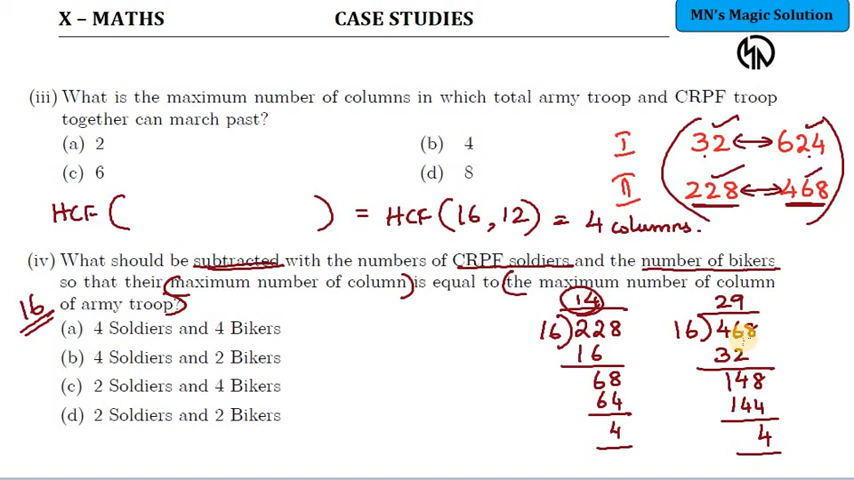 X – MATHS CASE STUDIES MN's Magic Solution
MN
(iii) What is the maximum number of columns in which total army troop and CRPF troop
together can march past?
(a) 2 (b) 4
(c) 6 (d) 8
I 32 ↔ 624
II 228 ↔ 468
HCF ( ) = HCF (16, 12) = 4 columns.
(iv) What should be subtracted with the numbers of CRPF soldiers and the number of bikers
so that their maximum number of column is equal to the maximum number of column
of army troop?
16
(a) 4 Soldiers and 4 Bikers
(b) 4 Soldiers and 2 Bikers
(c) 2 Soldiers and 4 Bikers
(d) 2 Soldiers and 2 Bikers
14
16) 228
16
68
64
4
29
16) 468
32
148
144
4